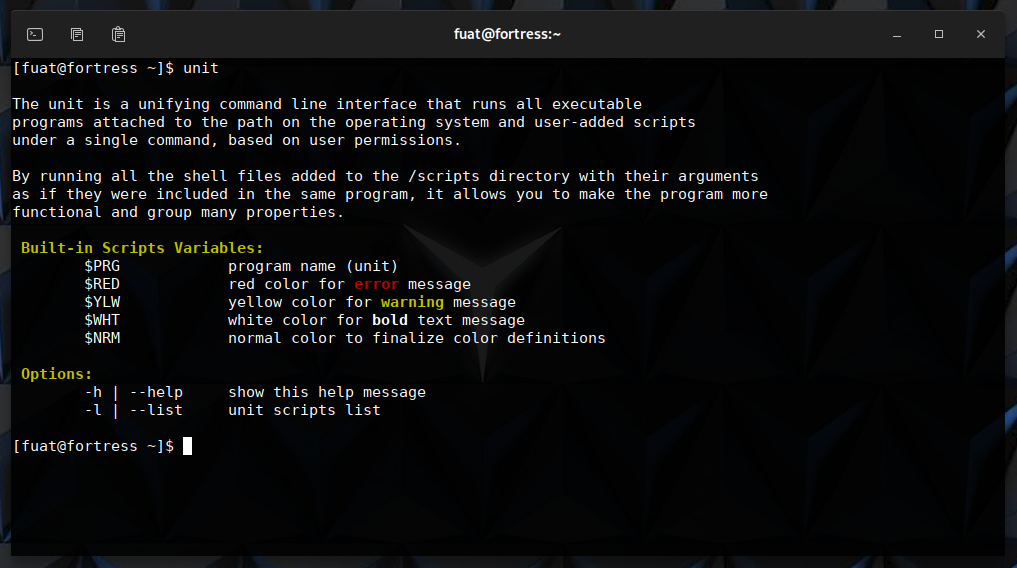 fuat@fortress:~
[fuat@fortress ~]$ unit
The unit is a unifying command line interface that runs all executable
programs attached to the path on the operating system and user-added scripts
under a single command, based on user permissions.
By running all the shell files added to the /scripts directory with their arguments
as if they were included in the same program, it allows you to make the program more
functional and group many properties.
Built-in Scripts Variables:
$PRG program name (unit)
$RED red color for error message
$YLW yellow color for warning message
$WHT white color for bold text message
$NRM normal color to finalize color definitions
Options:
-h | --help show this help message
-l | --list unit scripts list
[fuat@fortress ~]$